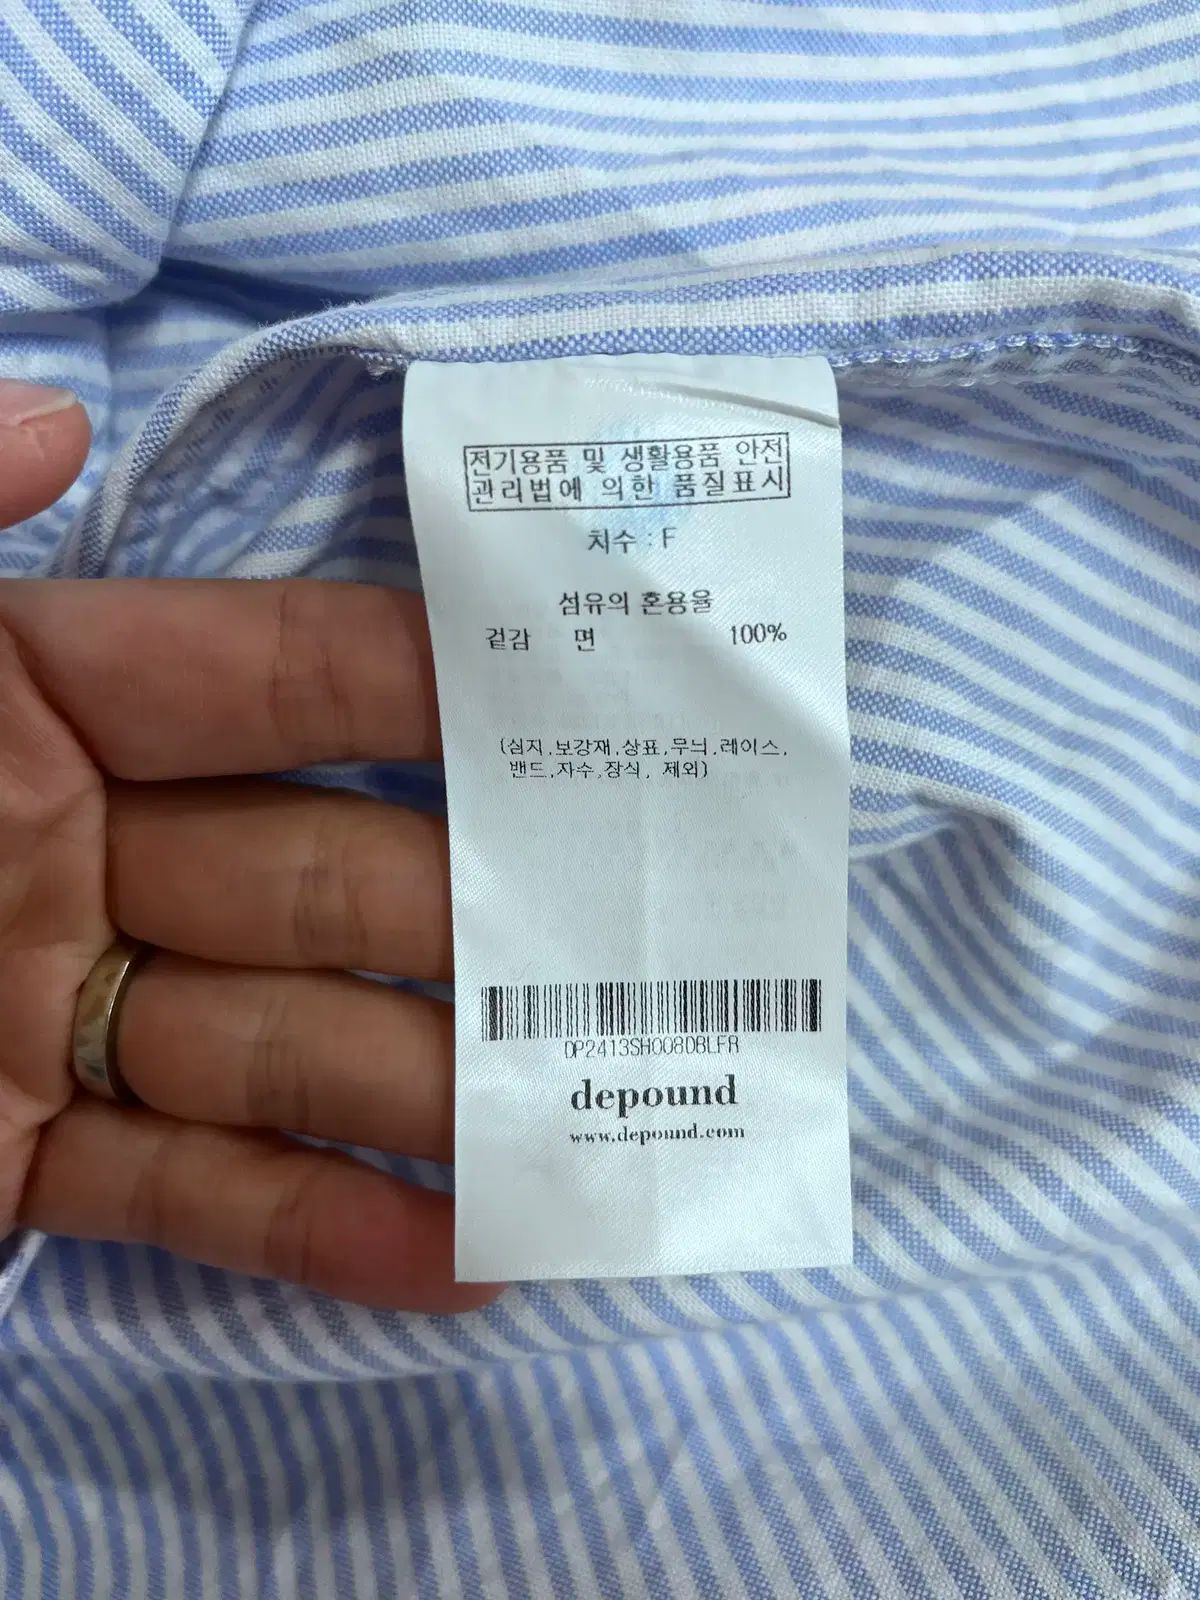 전기용품 및 생활용품 안전
관리법에 의한 품질표시
치수 : F
섬유의 혼용율
겉감 면 100%
(심지,보강재,상표,무늬,레이스,
밴드,자수,장식, 제외)
DP2413SH008DBLFR
depound
www.depound.com